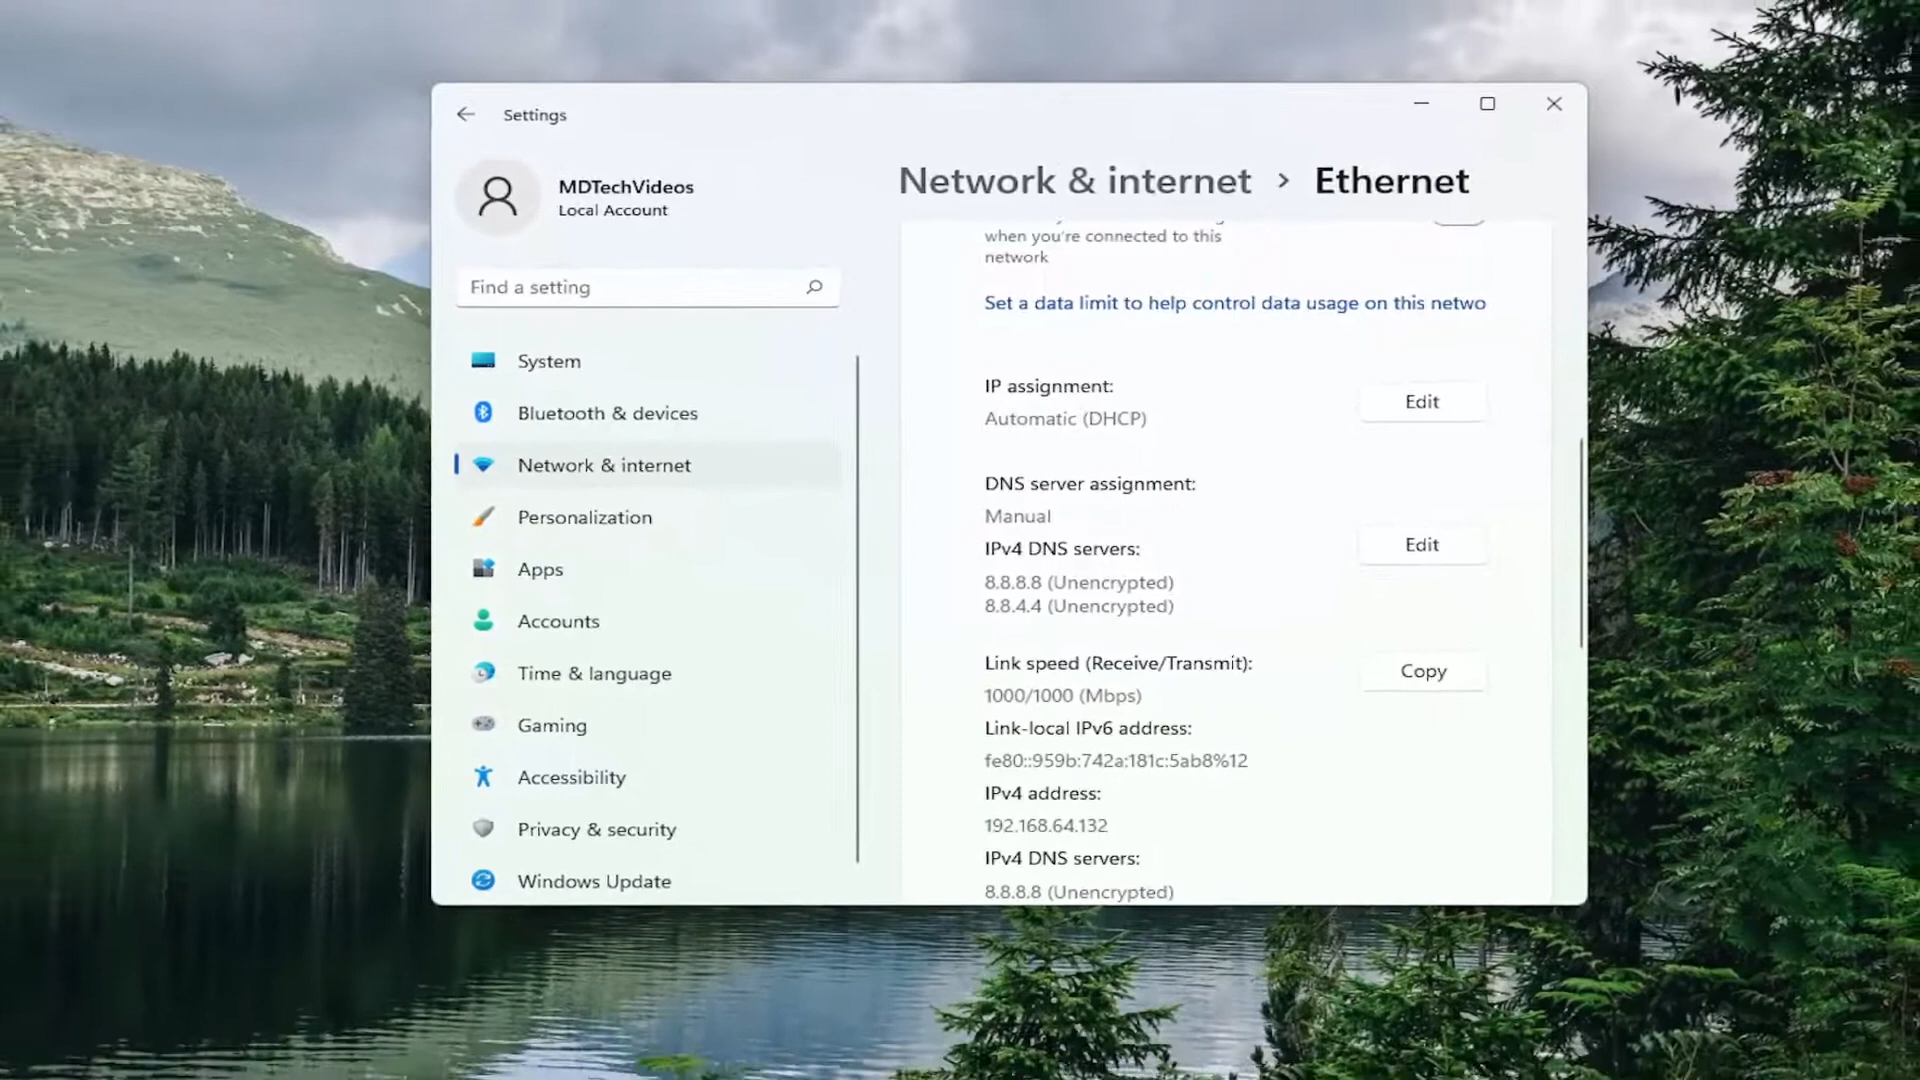 Settings
MDTechVideos
Local Account
Find a setting
System
Bluetooth & devices
Network & internet
Personalization
Apps
Accounts
Time & language
Gaming
Accessibility
Privacy & security
Windows Update
Network & internet > Ethernet
when you're connected to this
network
Set a data limit to help control data usage on this netwo
IP assignment:
Automatic (DHCP)
Edit
DNS server assignment:
Manual
IPv4 DNS servers:
8.8.8.8 (Unencrypted)
8.8.4.4 (Unencrypted)
Edit
Link speed (Receive/Transmit):
1000/1000 (Mbps)
Copy
Link-local IPv6 address:
fe80::959b:742a:181c:5ab8%12
IPv4 address:
192.168.64.132
IPv4 DNS servers:
8.8.8.8 (Unencrypted)